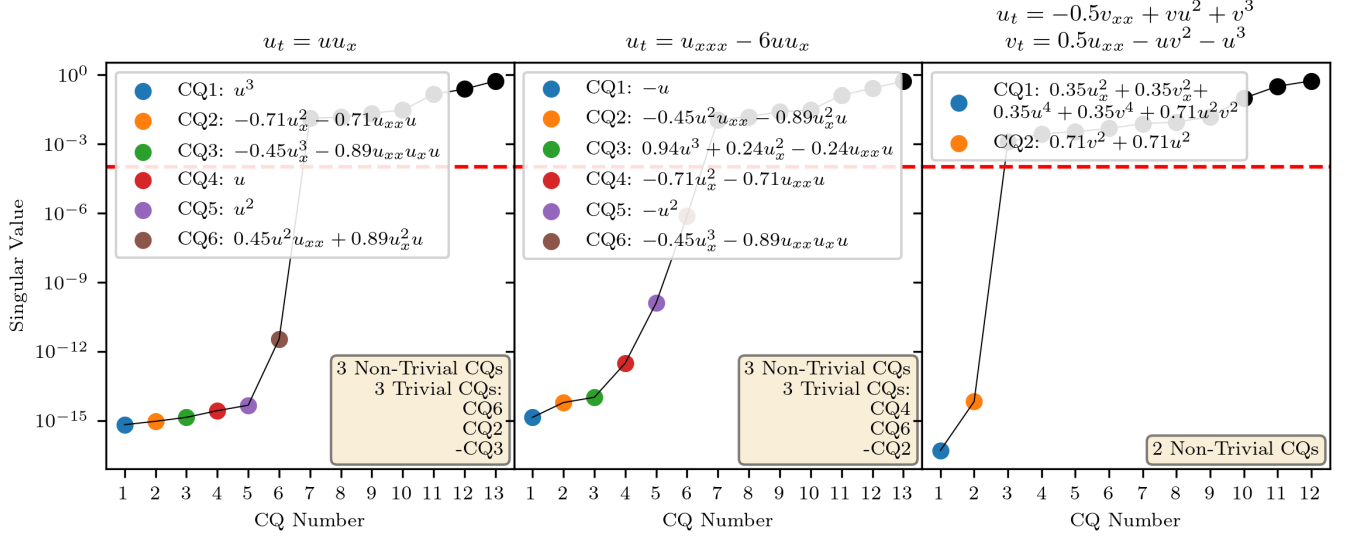 u_t = uu_x
u_t = u_{xxx} − 6uu_x
u_t = −0.5v_{xx} + vu^2 + v^3
v_t = 0.5u_{xx} − uv^2 − u^3
Singular Value
10^0
10^{−3}
10^{−6}
10^{−9}
10^{−12}
10^{−15}
CQ1: u^3
CQ2: −0.71u_x^2 − 0.71u_{xx}u
CQ3: −0.45u_x^3 − 0.89u_{xx}u_xu
CQ4: u
CQ5: u^2
CQ6: 0.45u^2u_{xx} + 0.89u_x^2u
3 Non-Trivial CQs
3 Trivial CQs:
CQ6
CQ2
-CQ3
1 2 3 4 5 6 7 8 9 10 11 12 13
CQ Number
CQ1: −u
CQ2: −0.45u^2u_{xx} − 0.89u_x^2u
CQ3: 0.94u^3 + 0.24u_x^2 − 0.24u_{xx}u
CQ4: −0.71u_x^2 − 0.71u_{xx}u
CQ5: −u^2
CQ6: −0.45u_x^3 − 0.89u_{xx}u_xu
3 Non-Trivial CQs
3 Trivial CQs:
CQ4
CQ6
-CQ2
1 2 3 4 5 6 7 8 9 10 11 12 13
CQ Number
CQ1: 0.35u_x^2 + 0.35v_x^2+
0.35u^4 + 0.35v^4 + 0.71u^2v^2
CQ2: 0.71v^2 + 0.71u^2
2 Non-Trivial CQs
1 2 3 4 5 6 7 8 9 10 11 12
CQ Number